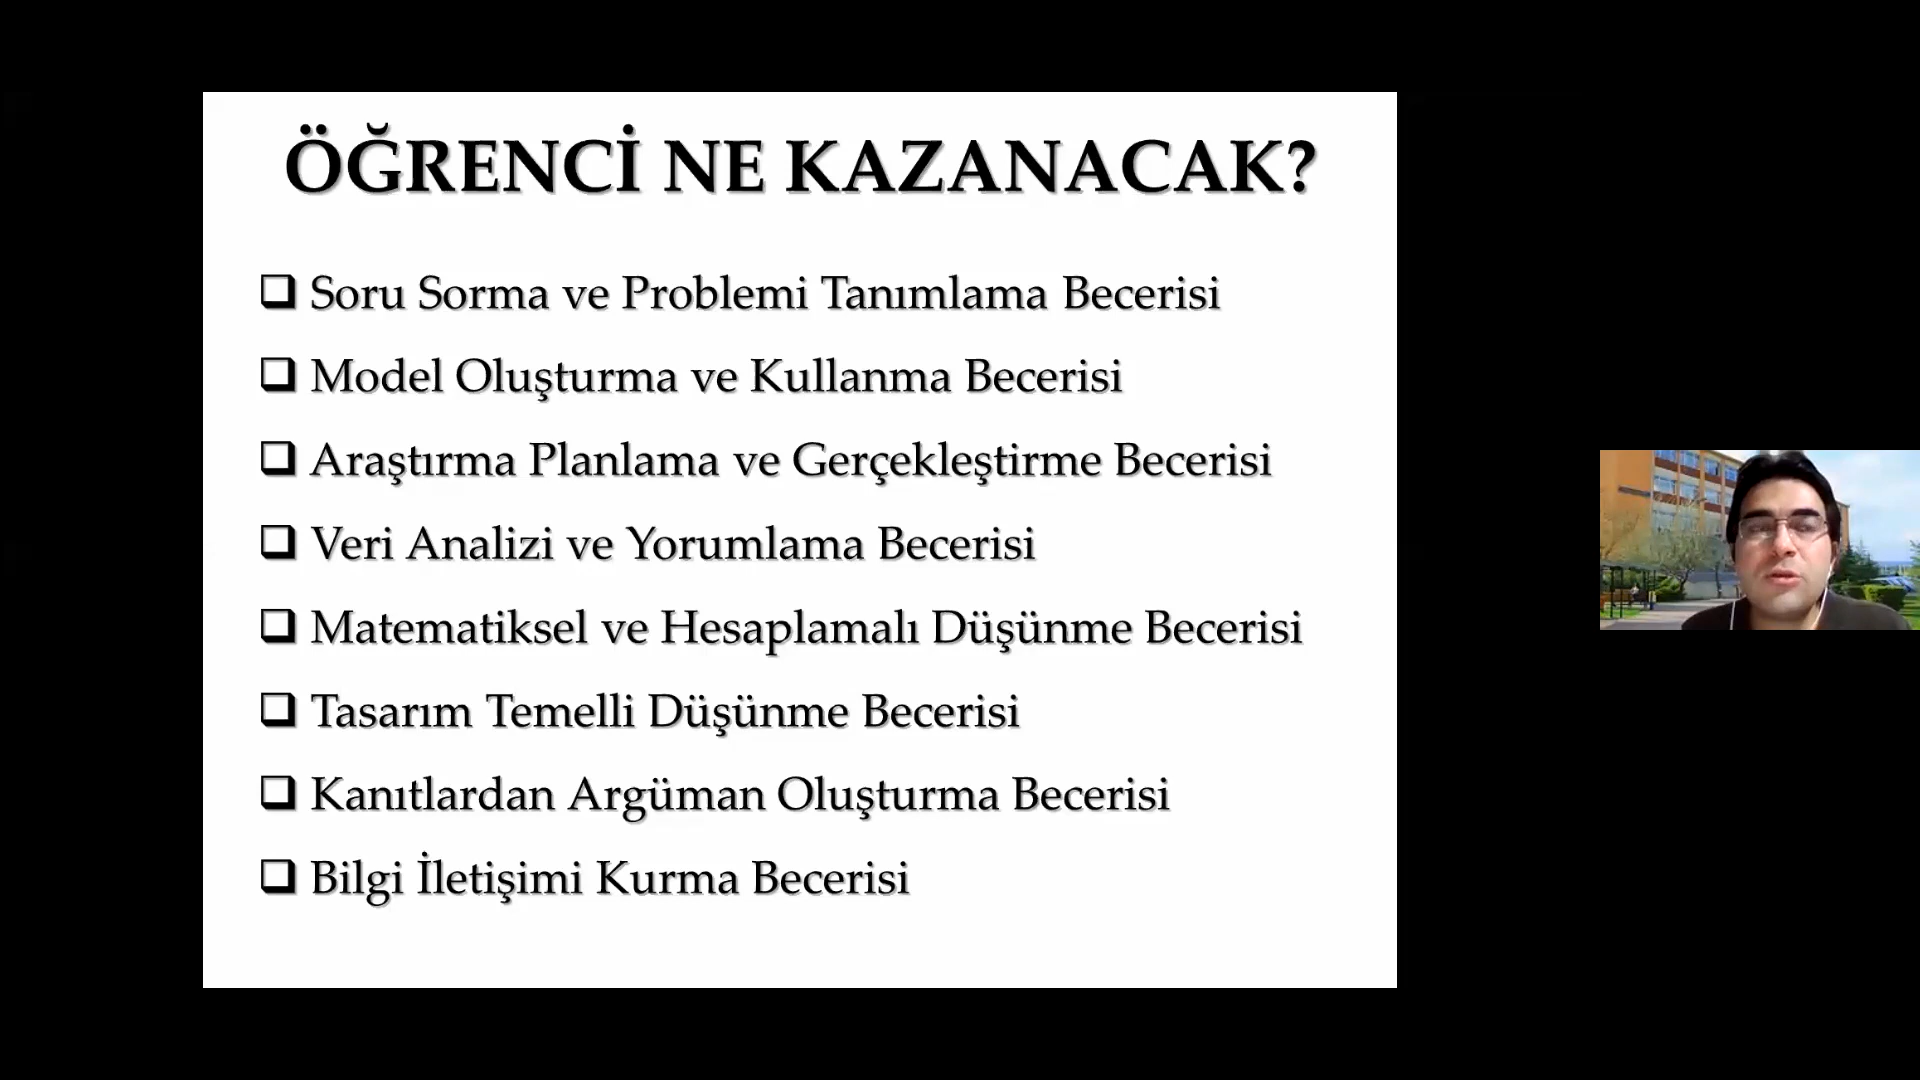 ÖĞRENCİ NE KAZANACAK?
Soru Sorma ve Problemi Tanımlama Becerisi
Model Oluşturma ve Kullanma Becerisi
Araştırma Planlama ve Gerçekleştirme Becerisi
Veri Analizi ve Yorumlama Becerisi
Matematiksel ve Hesaplamalı Düşünme Becerisi
Tasarım Temelli Düşünme Becerisi
Kanıtlardan Argüman Oluşturma Becerisi
Bilgi İletişimi Kurma Becerisi